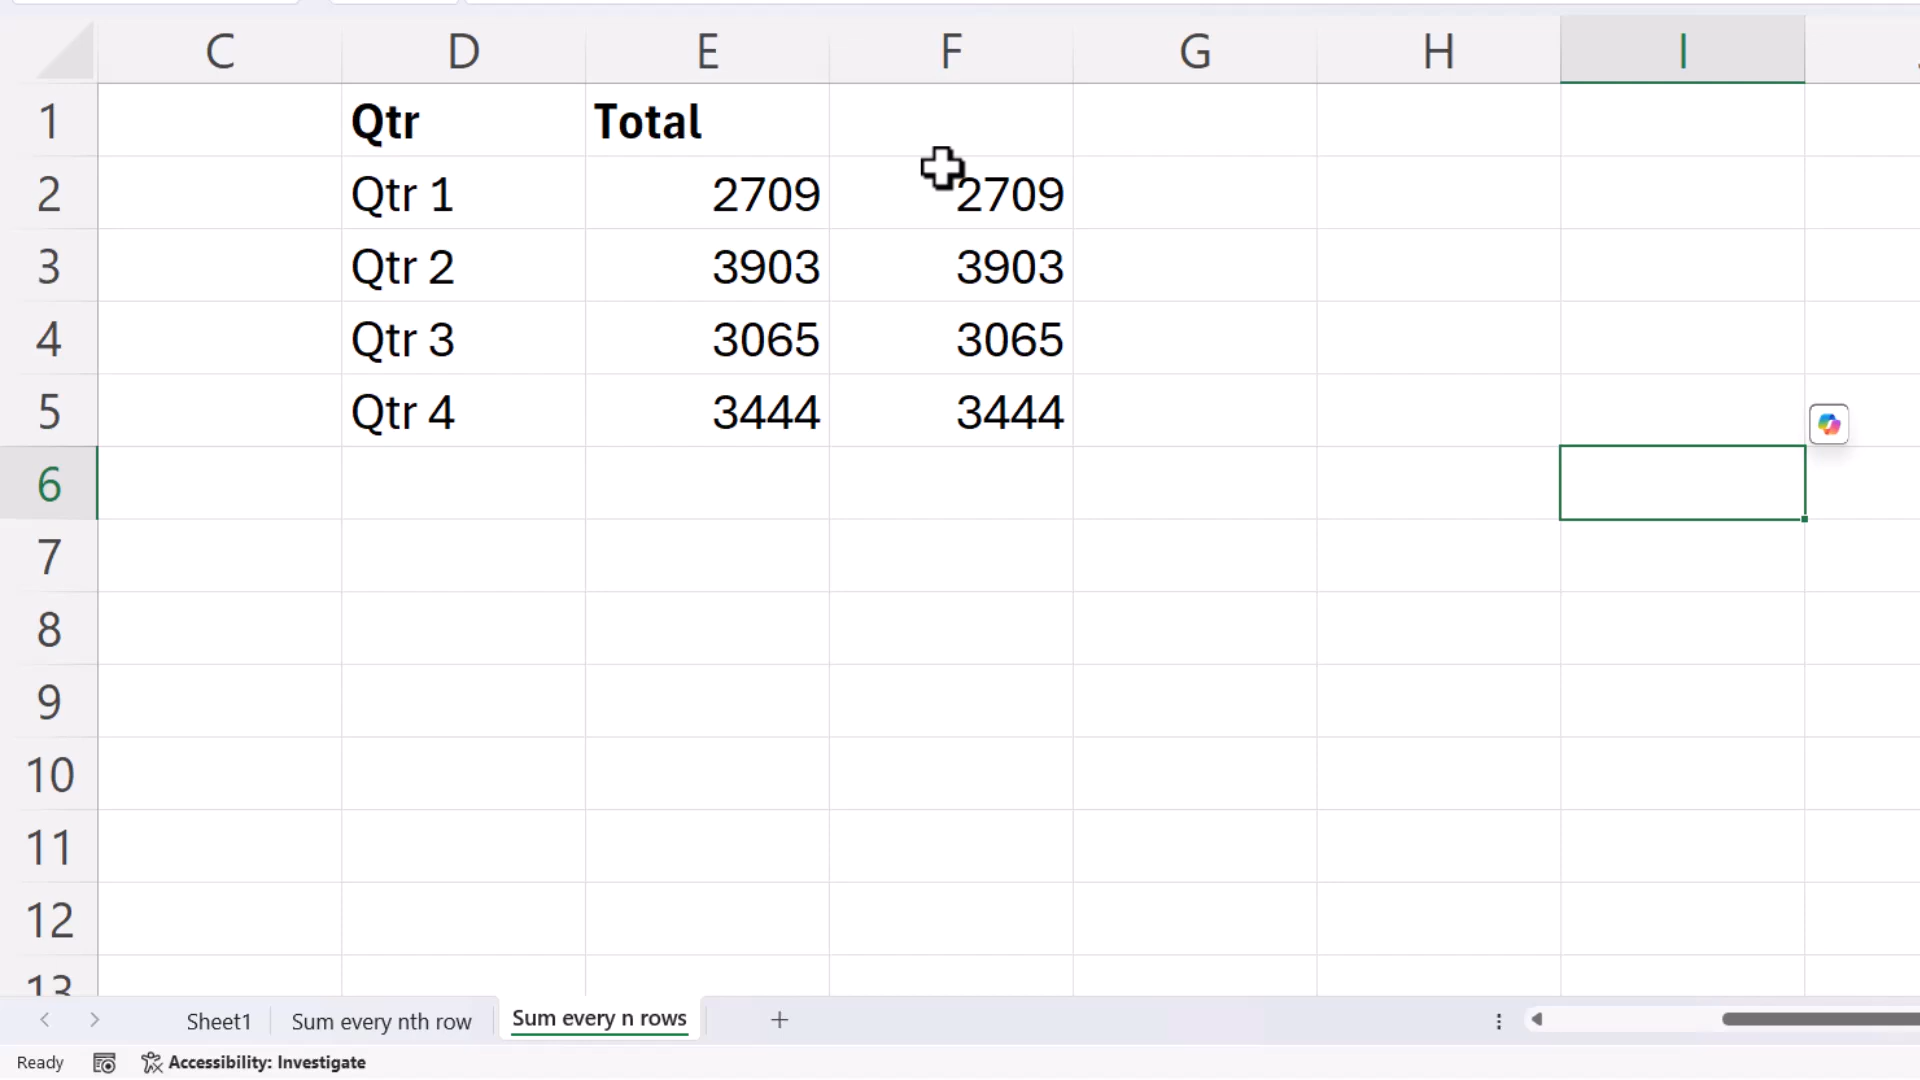 C D E F G H I
1 Qtr Total
2 Qtr 1 2709 2709
3 Qtr 2 3903 3903
4 Qtr 3 3065 3065
5 Qtr 4 3444 3444
6
7
8
9
10
11
12
13
Sheet1 Sum every nth row Sum every n rows
Ready Accessibility: Investigate